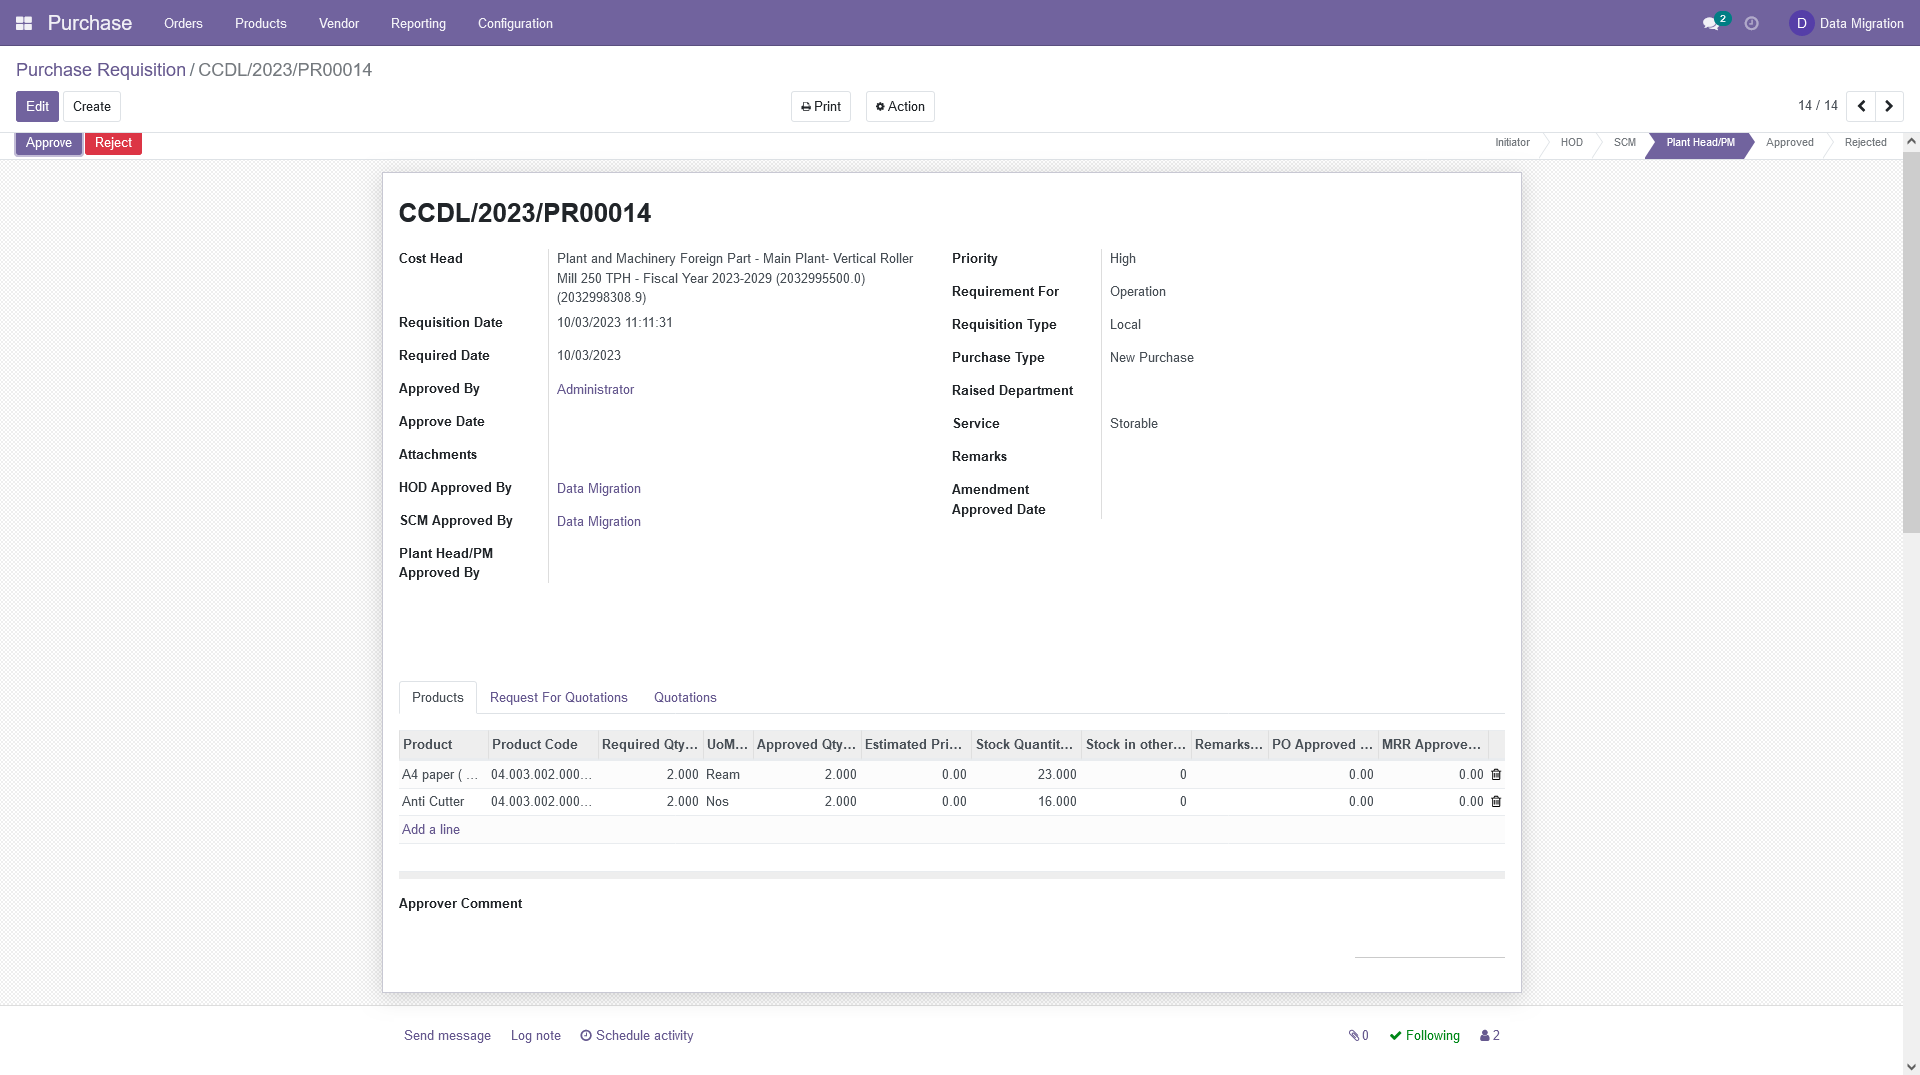 Purchase Orders Products Vendor Reporting Configuration 2 D Data Migration
Purchase Requisition / CCDL/2023/PR00014
Edit Create Print Action 14 / 14
Approve Reject Initiator HOD SCM Plant Head/PM Approved Rejected
CCDL/2023/PR00014
Cost Head Plant and Machinery Foreign Part - Main Plant- Vertical Roller
Mill 250 TPH - Fiscal Year 2023-2029 (2032995500.0)
(2032998308.9)
Requisition Date 10/03/2023 11:11:31
Required Date 10/03/2023
Approved By Administrator
Approve Date
Attachments
HOD Approved By Data Migration
SCM Approved By Data Migration
Plant Head/PM
Approved By
Priority High
Requirement For Operation
Requisition Type Local
Purchase Type New Purchase
Raised Department
Service Storable
Remarks
Amendment
Approved Date
Products Request For Quotations Quotations
Product Product Code Required Qty... UoM... Approved Qty... Estimated Pri... Stock Quantit... Stock in other... Remarks... PO Approved ... MRR Approve...
A4 paper ( ... 04.003.002.000... 2.000 Ream 2.000 0.00 23.000 0 0.00 0.00
Anti Cutter 04.003.002.000... 2.000 Nos 2.000 0.00 16.000 0 0.00 0.00
Add a line
Approver Comment
Send message Log note Schedule activity 0 Following 2